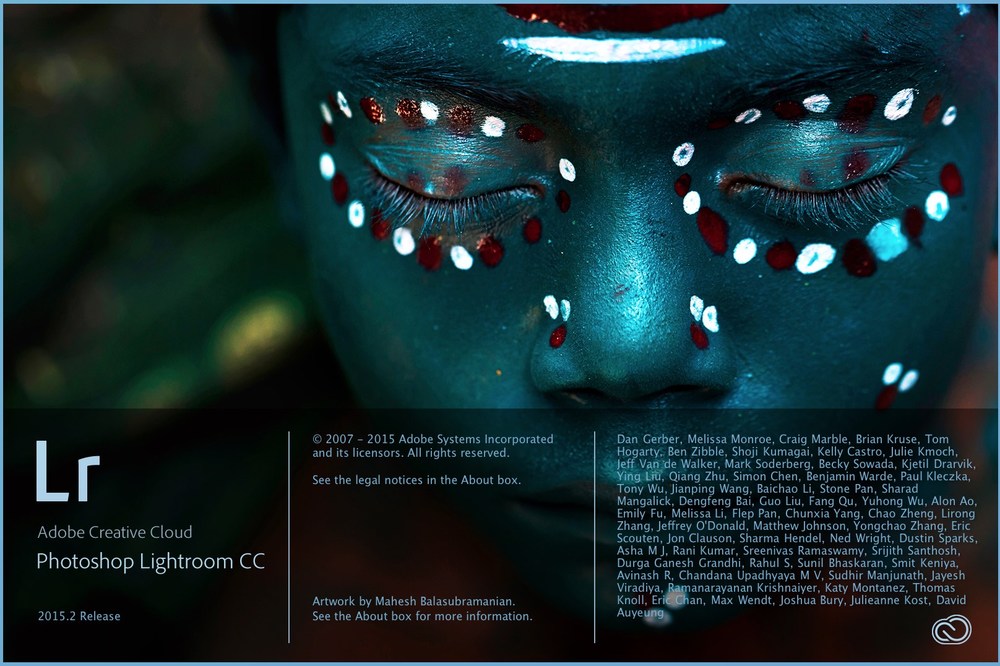 Lr
Adobe Creative Cloud
Photoshop Lightroom CC
2015.2 Release
© 2007 – 2015 Adobe Systems Incorporated
and its licensors. All rights reserved.
See the legal notices in the About box.
Artwork by Mahesh Balasubramanian.
See the About box for more information.
Dan Gerber, Melissa Monroe, Craig Marble, Brian Kruse, Tom
Hogarty. Ben Zibble, Shoji Kumagai, Kelly Castro, Julie Kmoch,
Jeff Van de Walker, Mark Soderberg, Becky Sowada, Kjetil Drarvik,
Ying Liu, Qiang Zhu, Simon Chen, Benjamin Warde, Paul Kleczka,
Tony Wu, Jianping Wang, Baichao Li, Stone Pan, Sharad
Mangalick, Dengfeng Bai, Guo Liu, Fang Qu, Yuhong Wu, Alon Ao,
Emily Fu, Melissa Li, Flep Pan, Chunxia Yang, Chao Zheng, Lirong
Zhang, Jeffrey O'Donald, Matthew Johnson, Yongchao Zhang, Eric
Scouten, Jon Clauson, Sharma Hendel, Ned Wright, Dustin Sparks,
Asha M J, Rani Kumar, Sreenivas Ramaswamy, Srijith Santhosh,
Durga Ganesh Grandhi, Rahul S, Sunil Bhaskaran, Smit Keniya,
Avinash R, Chandana Upadhyaya M V, Sudhir Manjunath, Jayesh
Viradiya, Ramanarayanan Krishnaiyer, Katy Montanez, Thomas
Knoll, Eric Chan, Max Wendt, Joshua Bury, Julieanne Kost, David
Auyeung